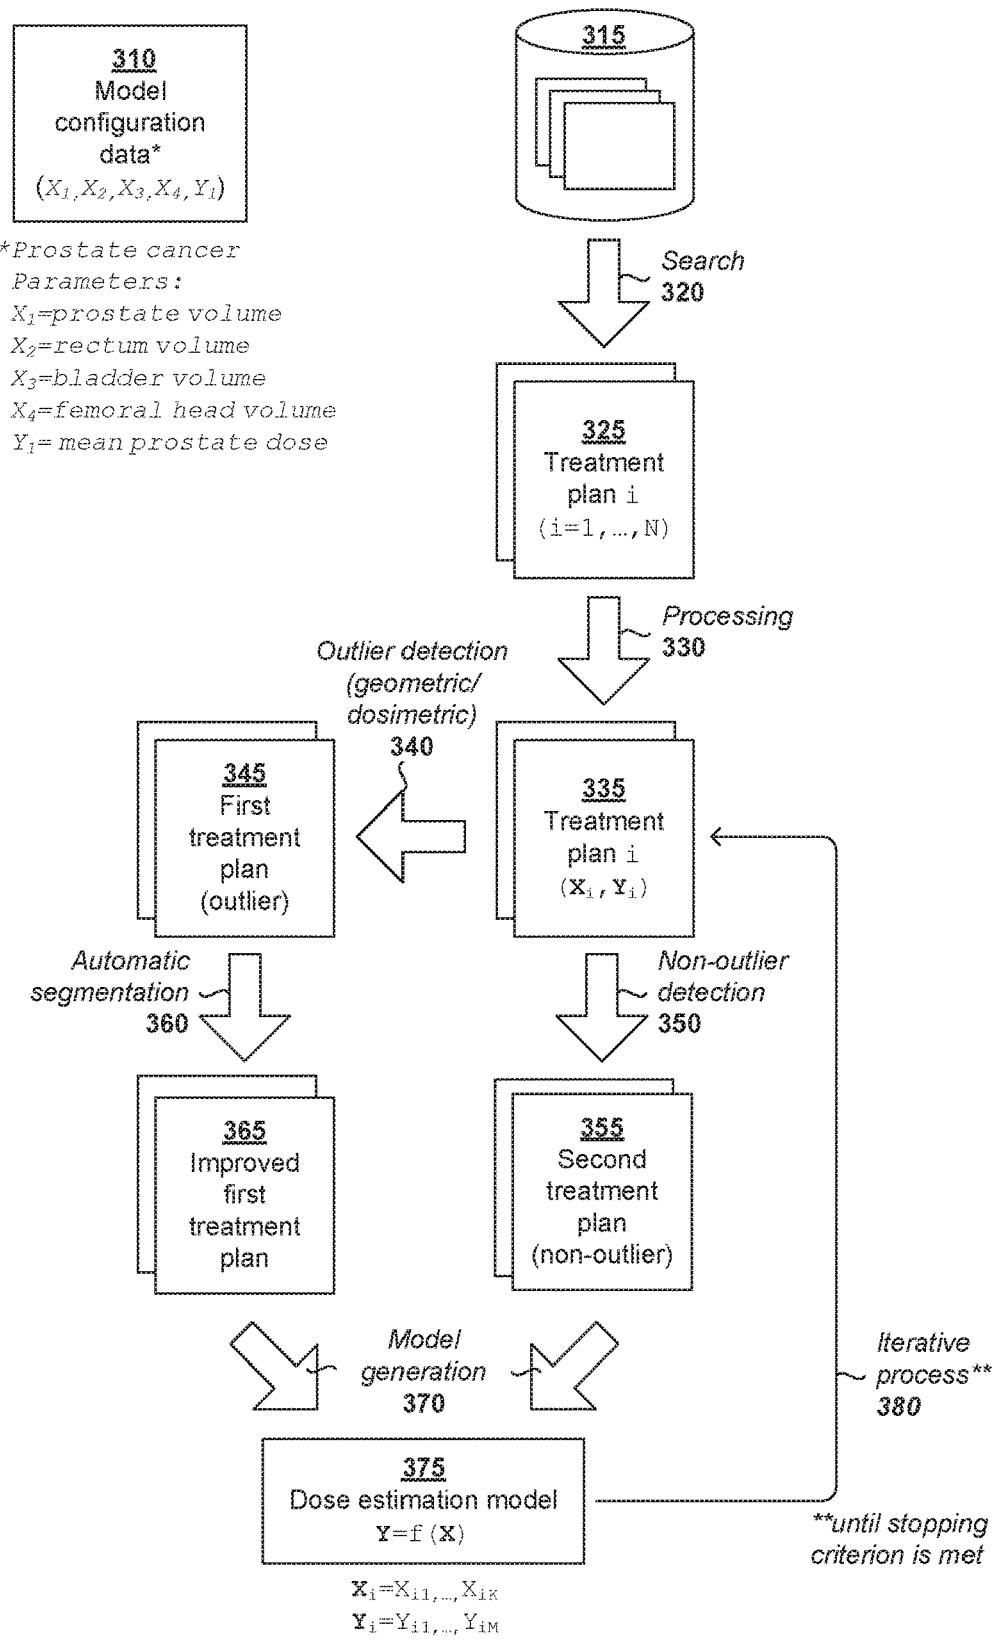 310
Model
configuration
data*
(X1,X2,X3,X4,Y1)
*Prostate cancer
Parameters:
X1=prostate volume
X2=rectum volume
X3=bladder volume
X4=femoral head volume
Y1= mean prostate dose
315
Search
320
325
Treatment
plan i
(i=1,…,N)
Processing
330
Outlier detection
(geometric/
dosimetric)
340
345
First
treatment
plan
(outlier)
335
Treatment
plan i
(Xi,Yi)
Automatic
segmentation
360
Non-outlier
detection
350
365
Improved
first
treatment
plan
355
Second
treatment
plan
(non-outlier)
Model
generation
370
Iterative
process**
380
375
Dose estimation model
Y=f(X)
**until stopping
criterion is met
Xi=Xi1,…,XiK
Yi=Yi1,…,YiM